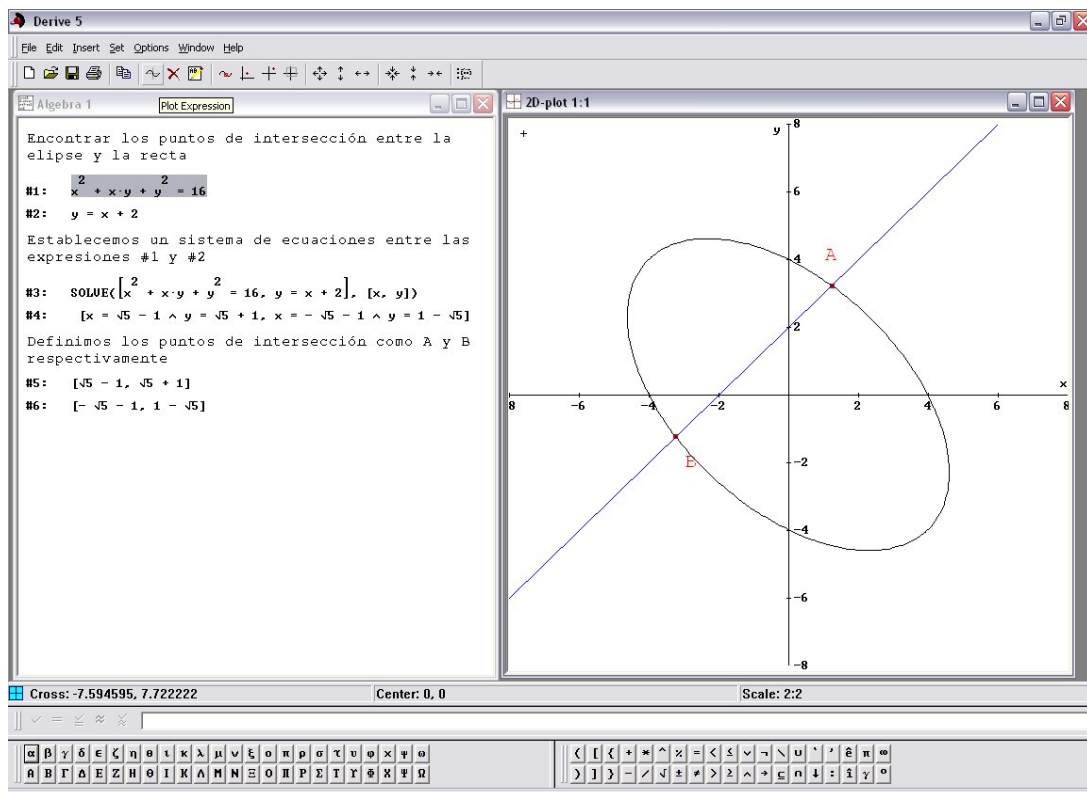 Derive 5
File Edit Insert Set Options Window Help
Algebra 1
Plot Expression
2D-plot 1:1
Encontrar los puntos de intersección entre la
elipse y la recta
#1: x² + x·y + y² = 16
#2: y = x + 2
Establecemos un sistema de ecuaciones entre las
expresiones #1 y #2
#3: SOLVE([x² + x·y + y² = 16, y = x + 2], [x, y])
#4: [x = √5 - 1 ∧ y = √5 + 1, x = - √5 - 1 ∧ y = 1 - √5]
Definimos los puntos de intersección como A y B
respectivamente
#5: [√5 - 1, √5 + 1]
#6: [- √5 - 1, 1 - √5]
y 8
6
A
4
2
x
8 -6 -4 -2 2 4 6 8
B
-2
-4
-6
-8
Cross: -7.594595, 7.722222 Center: 0, 0 Scale: 2:2
α β γ δ ε ζ η θ ι κ λ μ ν ξ ο π ρ σ τ υ φ χ ψ ω
Α Β Γ Δ Ε Ζ Η Θ Ι Κ Λ Μ Ν Ξ Ο Π Ρ Σ Τ Υ Φ Χ Ψ Ω
( [ { + * ^ % = < ≤ ∨ ¬ \ ∪ ` ' ê π ∞
) ] } - / √ ± ≠ > ≥ ∧ → ⊆ ∩ ↓ : î γ °